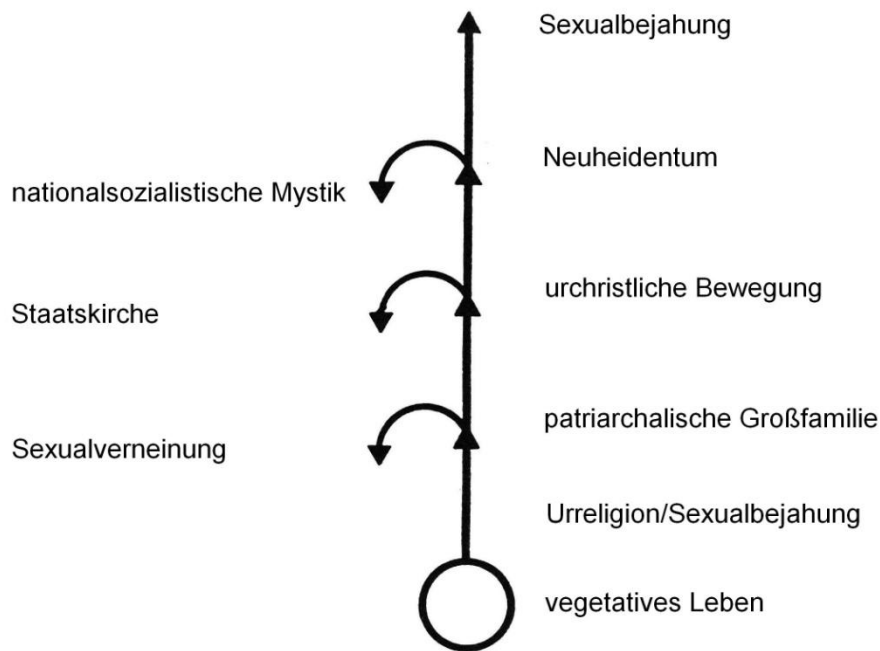 Sexualbejahung
Neuheidentum
nationalsozialistische Mystik
urchristliche Bewegung
Staatskirche
patriarchalische Großfamilie
Sexualverneinung
Urreligion/Sexualbejahung
vegetatives Leben